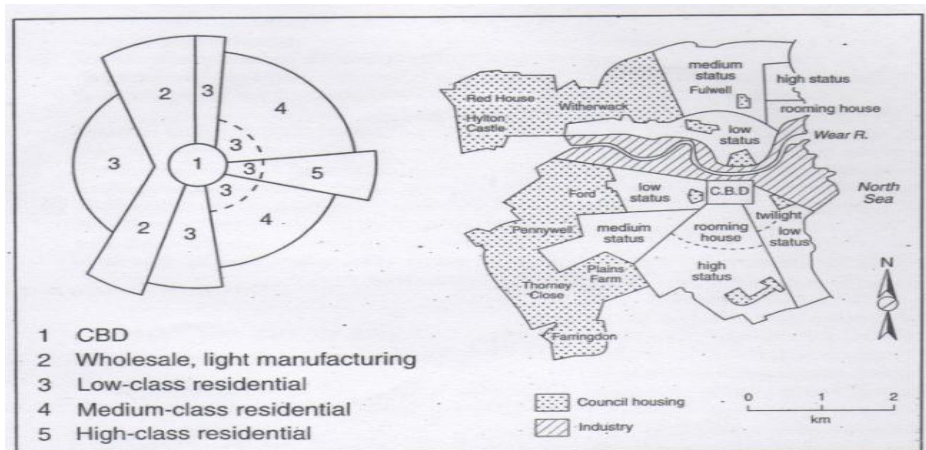 2
3
4
3
1
3
3
5
3
2
3
4
1 CBD
2 Wholesale, light manufacturing
3 Low-class residential
4 Medium-class residential
5 High-class residential
medium
status
Fulwell
high status
rooming house
Red House
Hylton
Castle
Witherwack
low
status
Wear R.
North
Sea
Ford
low
status
C.B.D
twilight
low
status
Pennywell
medium
status
rooming
house
high
status
Plains
Farm
Thorney
Close
Farringdon
N
Council housing
Industry
0 1 2
km